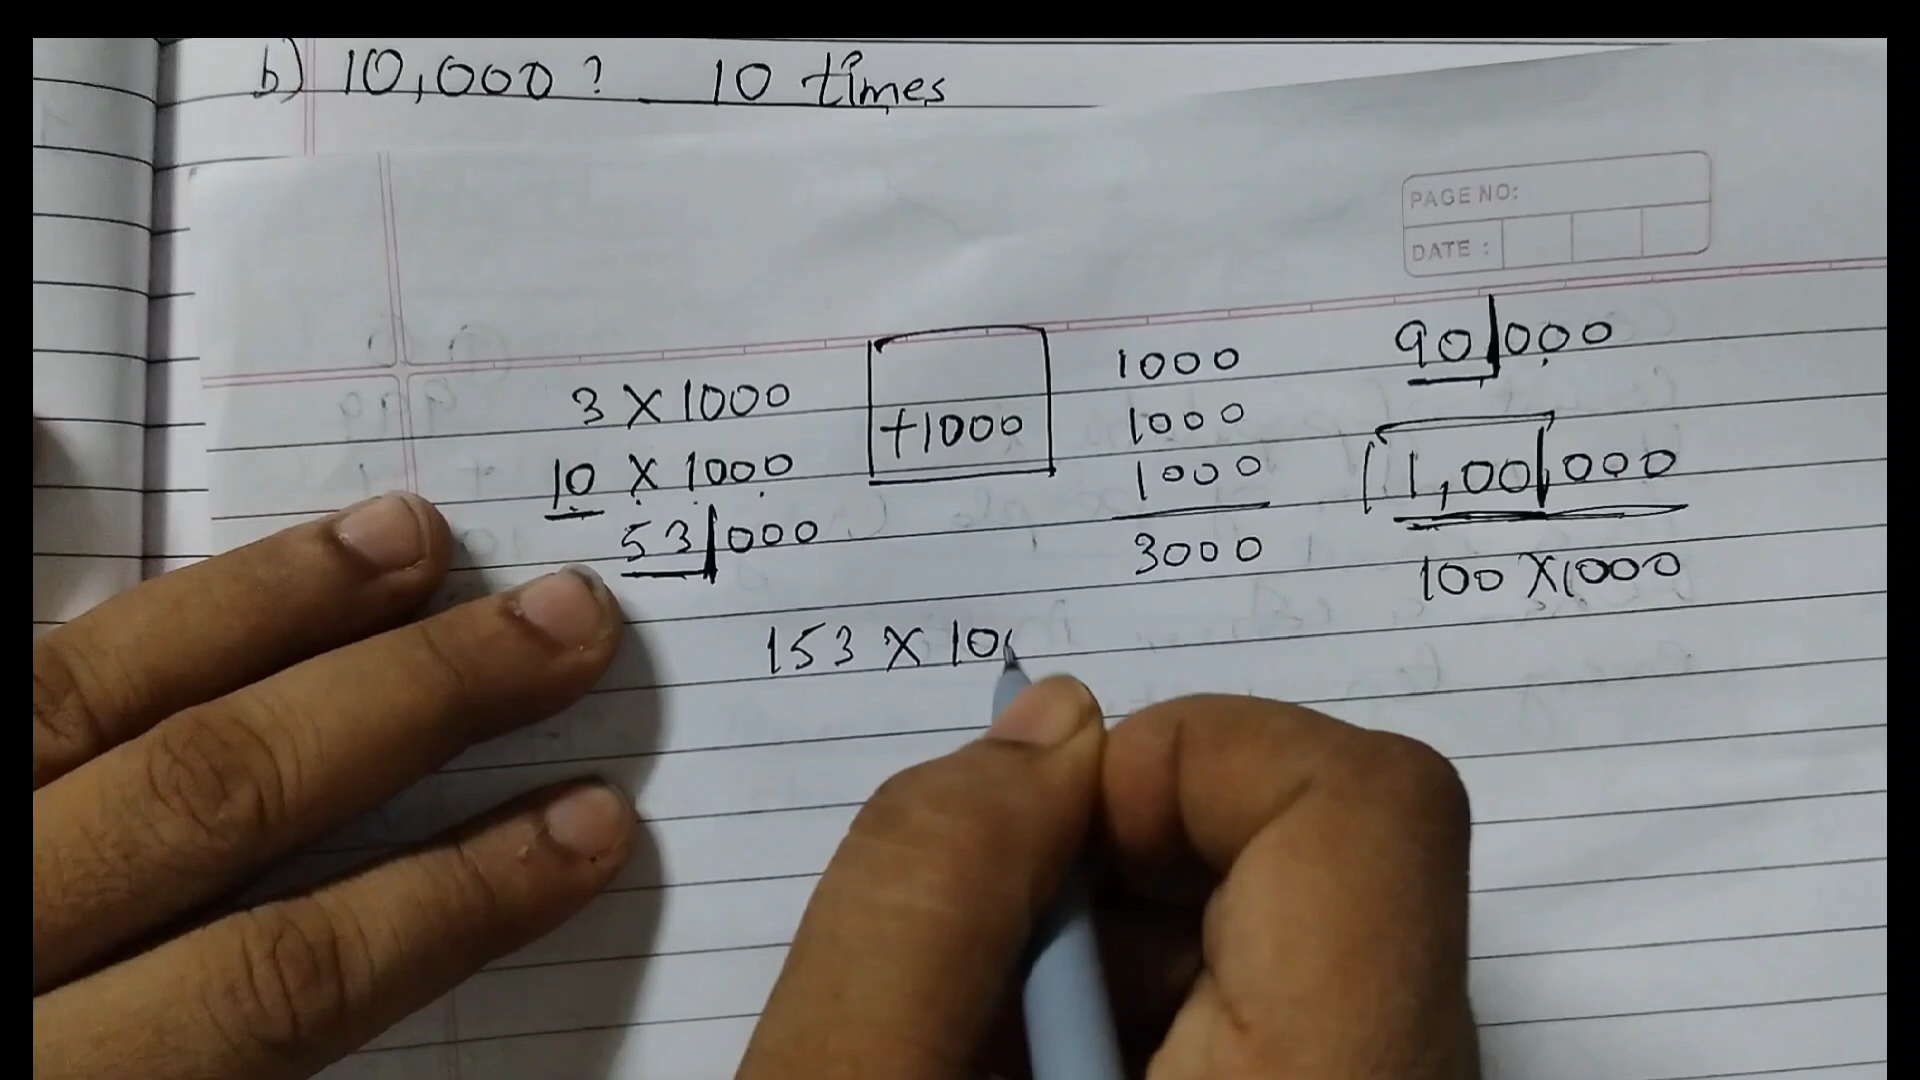 b) 10,000 ? 10 times
PAGE NO:
DATE :
3 X 1000
10 X 1000
53|000
+1000
1000
1000
1000
3000
90|000
1,00,000
100 X 1000
153 X 10